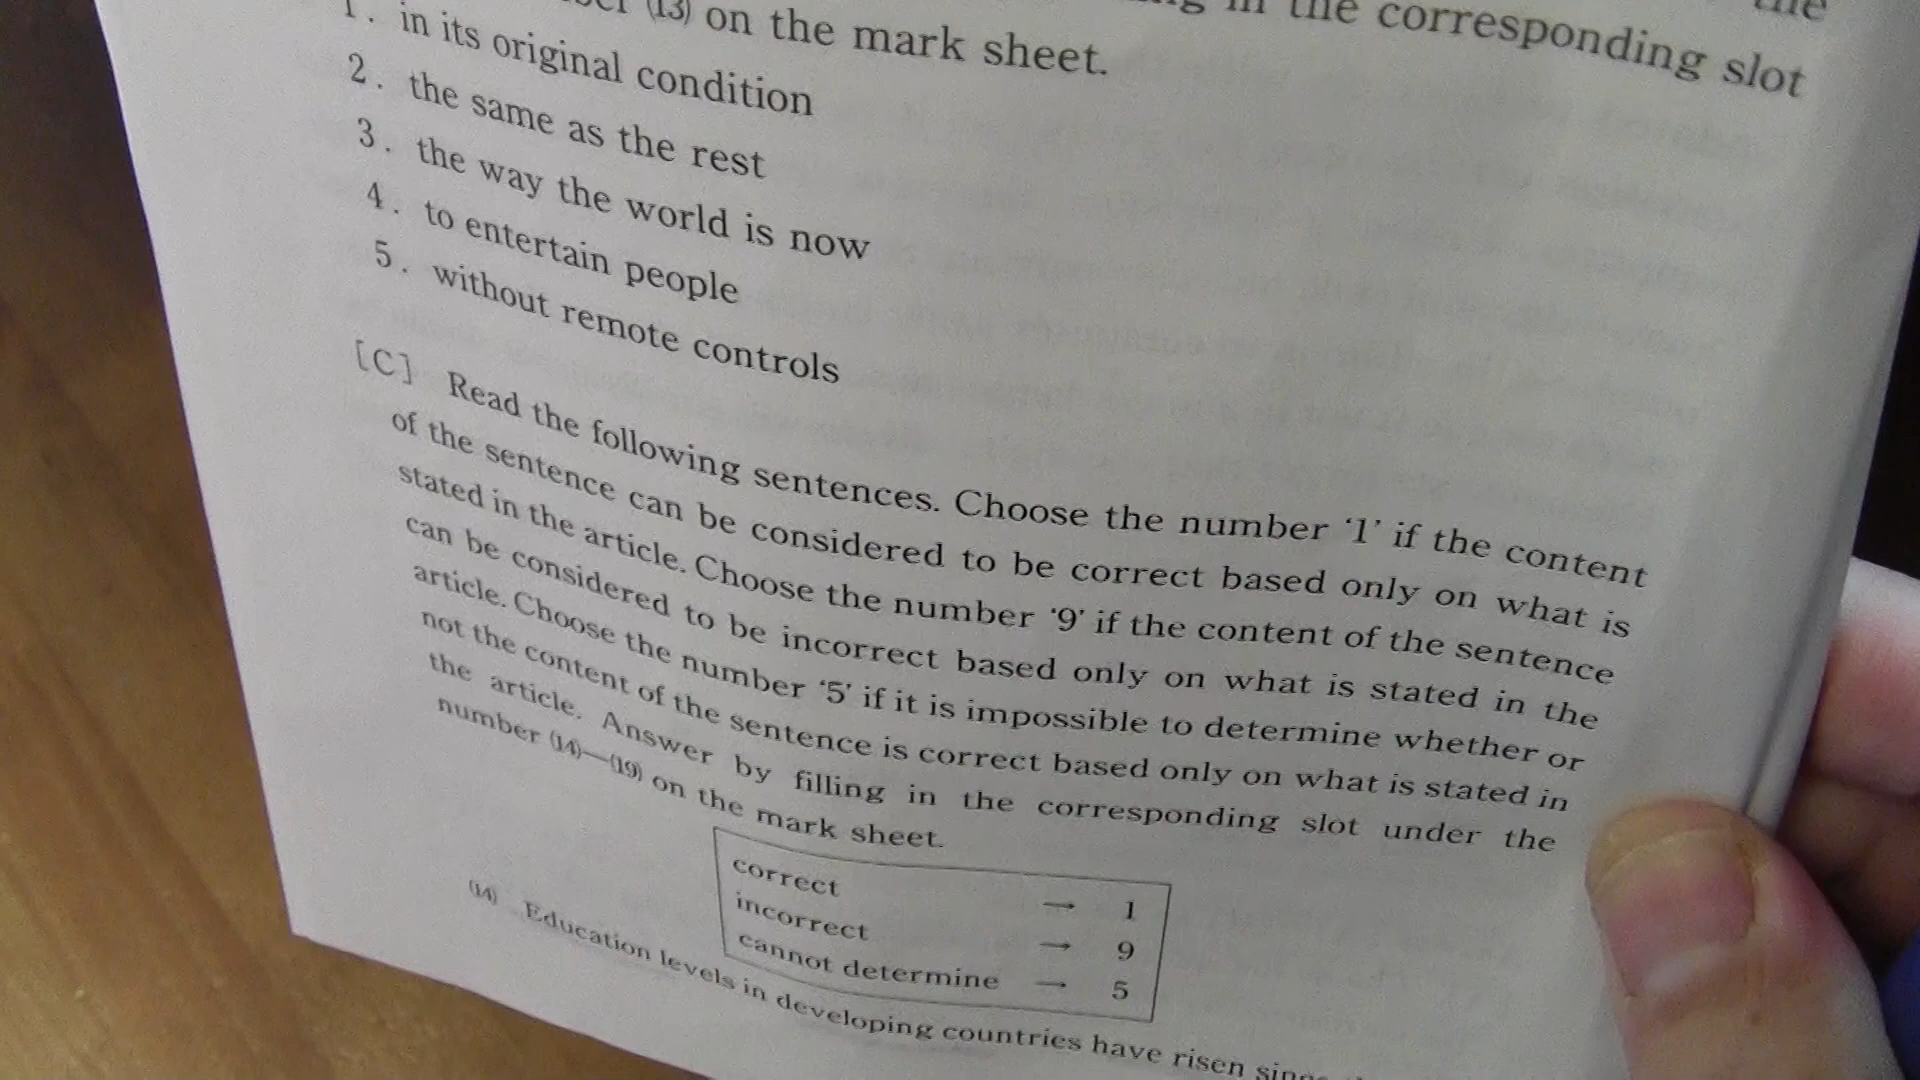 the
in the corresponding slot
(13) on the mark sheet.
1. in its original condition
2. the same as the rest
3. the way the world is now
4. to entertain people
5. without remote controls
[C] Read the following sentences. Choose the number '1' if the content
of the sentence can be considered to be correct based only on what is
stated in the article. Choose the number '9' if the content of the sentence
can be considered to be incorrect based only on what is stated in the
article. Choose the number '5' if it is impossible to determine whether or
not the content of the sentence is correct based only on what is stated in
the article. Answer by filling in the corresponding slot under the
number (14)—(19) on the mark sheet.
correct → 1
incorrect → 9
cannot determine → 5
(14) Education levels in developing countries have risen